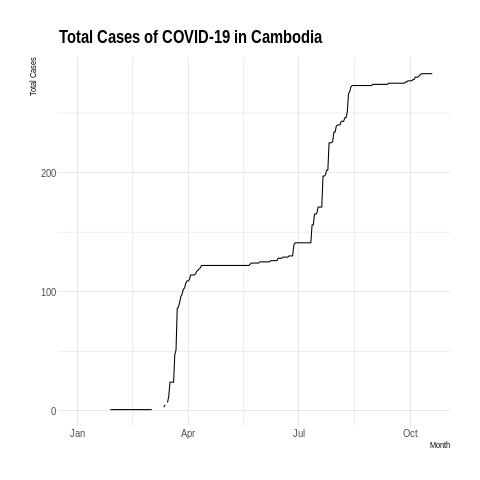 Total Cases of COVID-19 in Cambodia
Total Cases
200
100
0
Jan Apr Jul Oct
Month